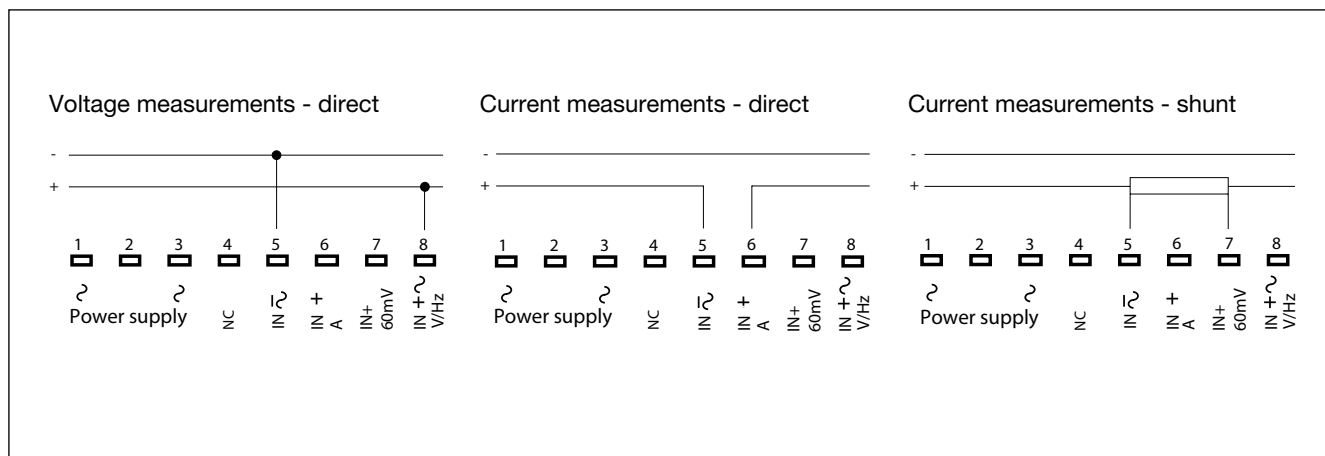 Voltage measurements - direct
-
+
1 2 3 4 5 6 7 8
~ ~
Power supply
NC
IN - ~
IN +
A
IN+
60mV
IN + ~
V/Hz
Current measurements - direct
-
+
1 2 3 4 5 6 7 8
~ ~
Power supply
NC
IN - ~
IN +
A
IN+
60mV
IN + ~
V/Hz
Current measurements - shunt
-
+
1 2 3 4 5 6 7 8
~ ~
Power supply
NC
IN - ~
IN +
A
IN+
60mV
IN + ~
V/Hz